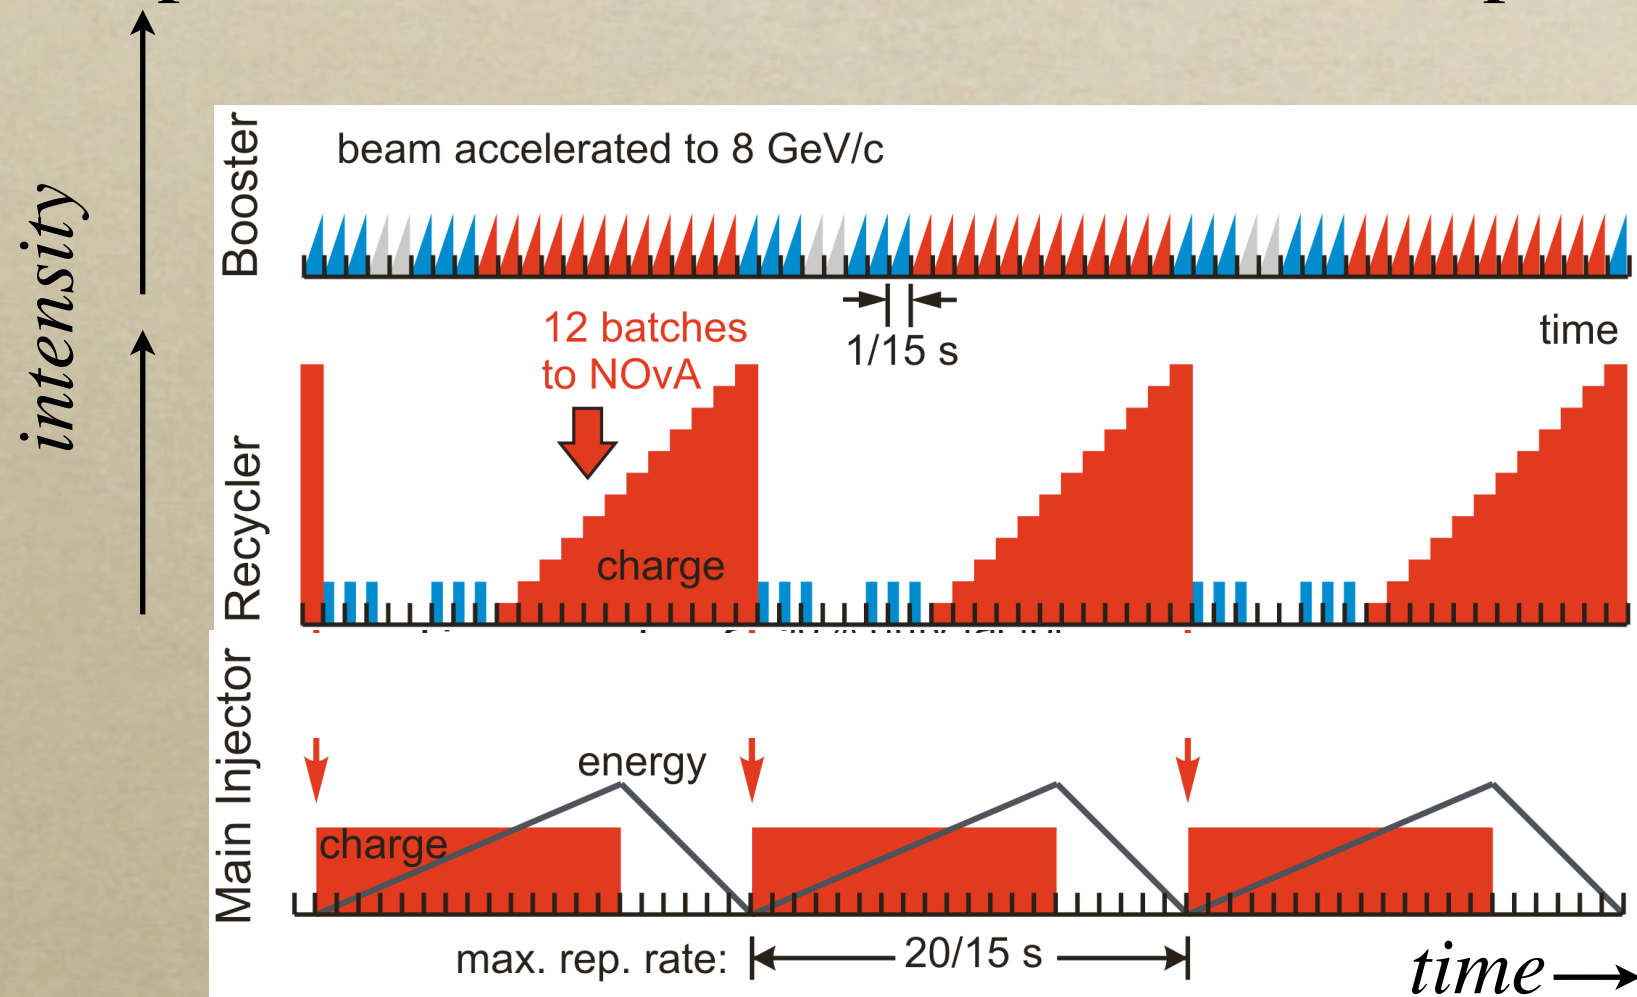 intensity
Booster
beam accelerated to 8 GeV/c
12 batches
to NOvA
1/15 s
time
Recycler
charge
Main Injector
energy
charge
max. rep. rate:
20/15 s
time